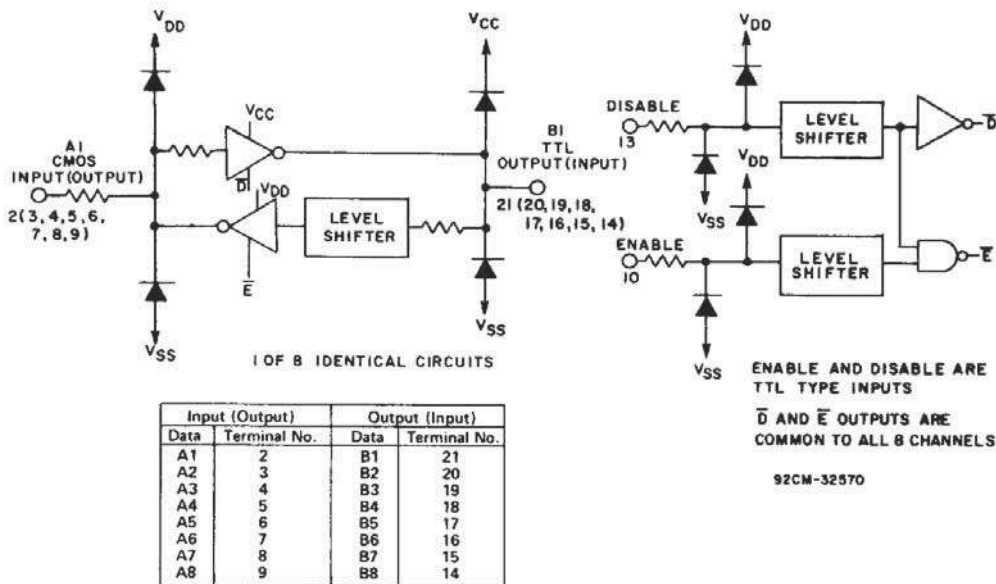 VDD
VCC
A1
CMOS
INPUT(OUTPUT)
2(3,4,5,6,
7,8,9)
VCC
D̅
VDD
LEVEL
SHIFTER
E̅
B1
TTL
OUTPUT(INPUT)
21 (20,19,18,
17,16,15,14)
VSS
VSS
1 OF 8 IDENTICAL CIRCUITS
VDD
DISABLE
13
LEVEL
SHIFTER
D̅
VSS
VDD
ENABLE
10
LEVEL
SHIFTER
E̅
VSS
ENABLE AND DISABLE ARE
TTL TYPE INPUTS
D̅ AND E̅ OUTPUTS ARE
COMMON TO ALL 8 CHANNELS
92CM-32570
Input (Output) Output (Input)
Data Terminal No. Data Terminal No.
A1 2 B1 21
A2 3 B2 20
A3 4 B3 19
A4 5 B4 18
A5 6 B5 17
A6 7 B6 16
A7 8 B7 15
A8 9 B8 14